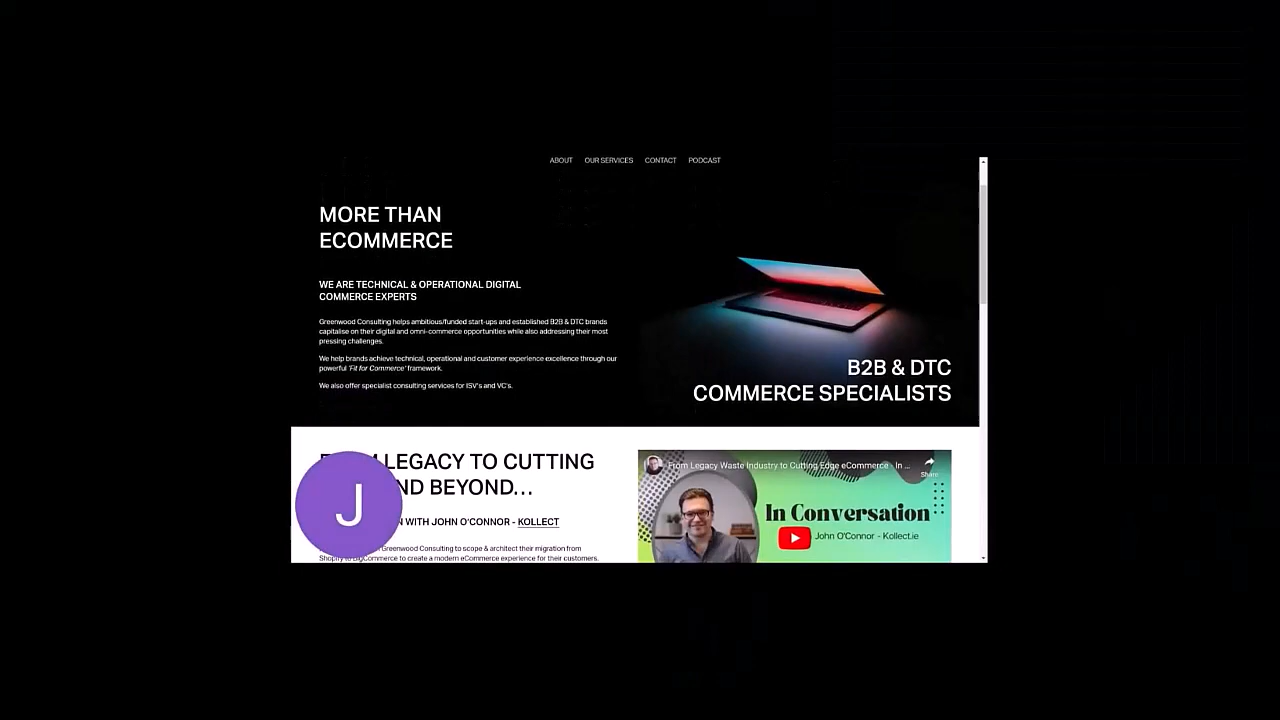 ABOUT OUR SERVICES CONTACT PODCAST
MORE THAN
ECOMMERCE
WE ARE TECHNICAL & OPERATIONAL DIGITAL
COMMERCE EXPERTS
Greenwood Consulting helps ambitious/funded start-ups and established B2B & DTC brands
capitalise on their digital and omni-commerce opportunities while also addressing their most
pressing challenges.
We help brands achieve technical, operational and customer experience excellence through our
powerful 'Fit for Commerce' framework.
We also offer specialist consulting services for ISV's and VC's.
B2B & DTC
COMMERCE SPECIALISTS
LEGACY TO CUTTING
ND BEYOND...
WITH JOHN O'CONNOR - KOLLECT
Greenwood Consulting to scope & architect their migration from
Shopify to BigCommerce to create a modern eCommerce experience for their customers.
J
From Legacy Waste Industry to Cutting Edge eCommerce - In ...
Share
In Conversation
John O'Connor - Kollect.ie